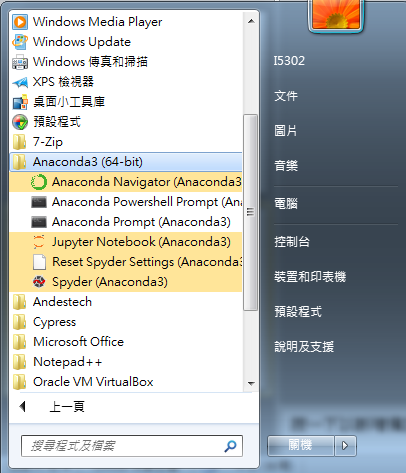 Windows Media Player
Windows Update
Windows 傳真和掃描
XPS 檢視器
桌面小工具庫
預設程式
7-Zip
Anaconda3 (64-bit)
Anaconda Navigator (Anaconda3
Anaconda Powershell Prompt (Ana
Anaconda Prompt (Anaconda3)
Jupyter Notebook (Anaconda3)
Reset Spyder Settings (Anaconda3
Spyder (Anaconda3)
Andestech
Cypress
Microsoft Office
Notepad++
Oracle VM VirtualBox
上一頁
搜尋程式及檔案
I5302
文件
圖片
音樂
電腦
控制台
裝置和印表機
預設程式
說明及支援
關機